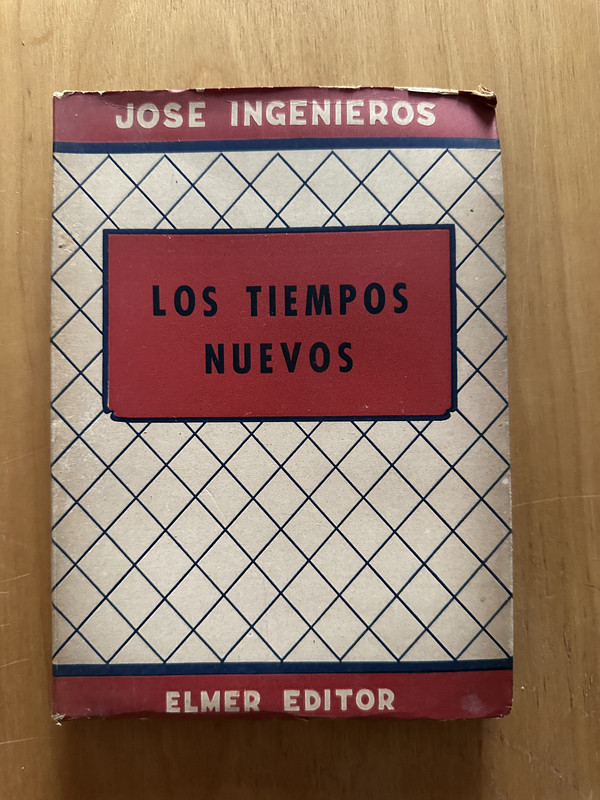 JOSE INGENIEROS
LOS TIEMPOS
NUEVOS
ELMER EDITOR